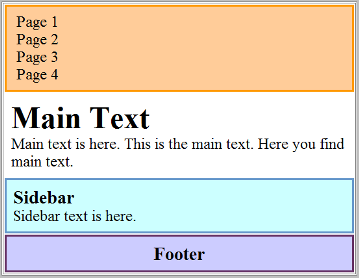 Page 1
Page 2
Page 3
Page 4
Main Text
Main text is here. This is the main text. Here you find
main text.
Sidebar
Sidebar text is here.
Footer